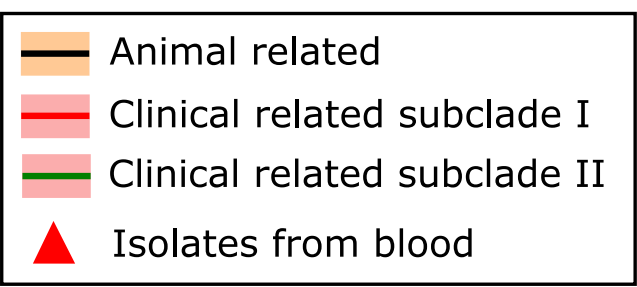 Animal related
Clinical related subclade I
Clinical related subclade II
Isolates from blood